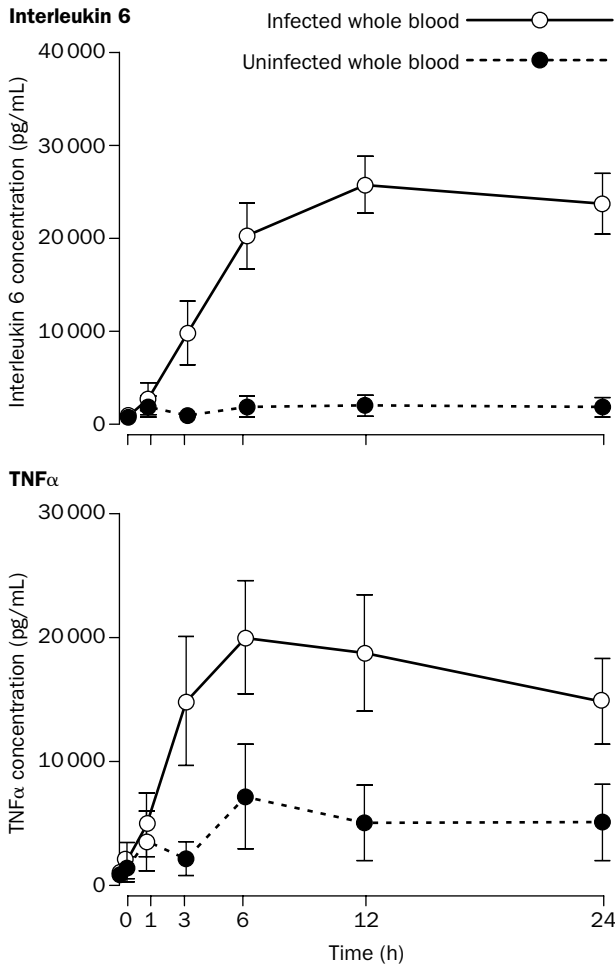 Interleukin 6
Infected whole blood
Uninfected whole blood
Interleukin 6 concentration (pg/mL)
40 000
30 000
20 000
10 000
0
TNFα
TNFα concentration (pg/mL)
30 000
20 000
10 000
0
0 1 3 6 12 24
Time (h)